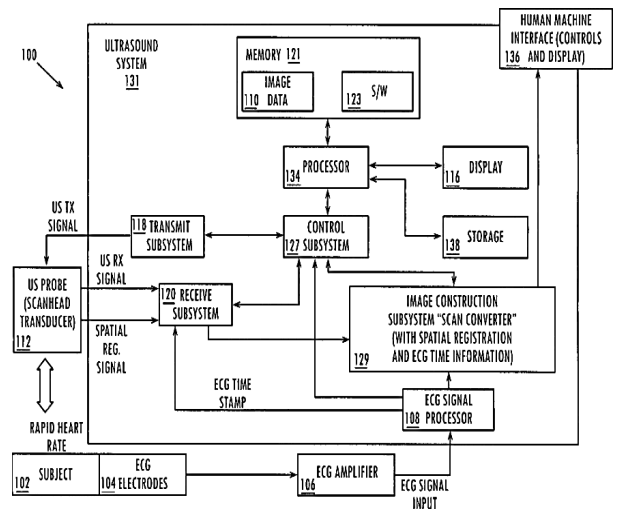 100
ULTRASOUND
SYSTEM
131
HUMAN MACHINE
INTERFACE (CONTROLS
136 AND DISPLAY)
MEMORY 121
IMAGE
110 DATA
123 S/W
PROCESSOR
134
DISPLAY
116
US TX
SIGNAL
118 TRANSMIT
SUBSYSTEM
CONTROL
127 SUBSYSTEM
STORAGE
138
US RX
SIGNAL
US PROBE
(SCANHEAD
TRANSDUCER)
112
120 RECEIVE
SUBSYSTEM
SPATIAL
REG.
SIGNAL
IMAGE CONSTRUCTION
SUBSYSTEM "SCAN CONVERTER"
(WITH SPATIAL REGISTRATION
129 AND ECG TIME INFORMATION)
ECG TIME
STAMP
ECG SIGNAL
108 PROCESSOR
RAPID HEART
RATE
SUBJECT
102
ECG
104 ELECTRODES
ECG AMPLIFIER
106
ECG SIGNAL
INPUT